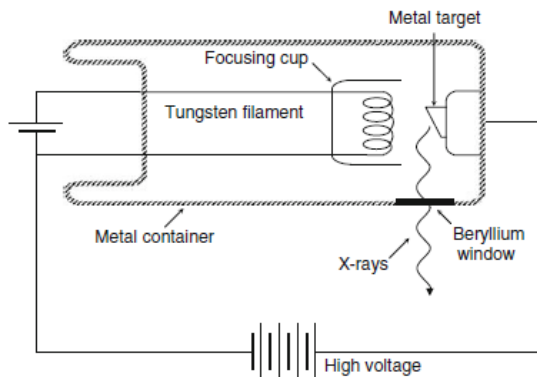 Metal target
Focusing cup
Tungsten filament
Metal container
X-rays
Beryllium
window
High voltage